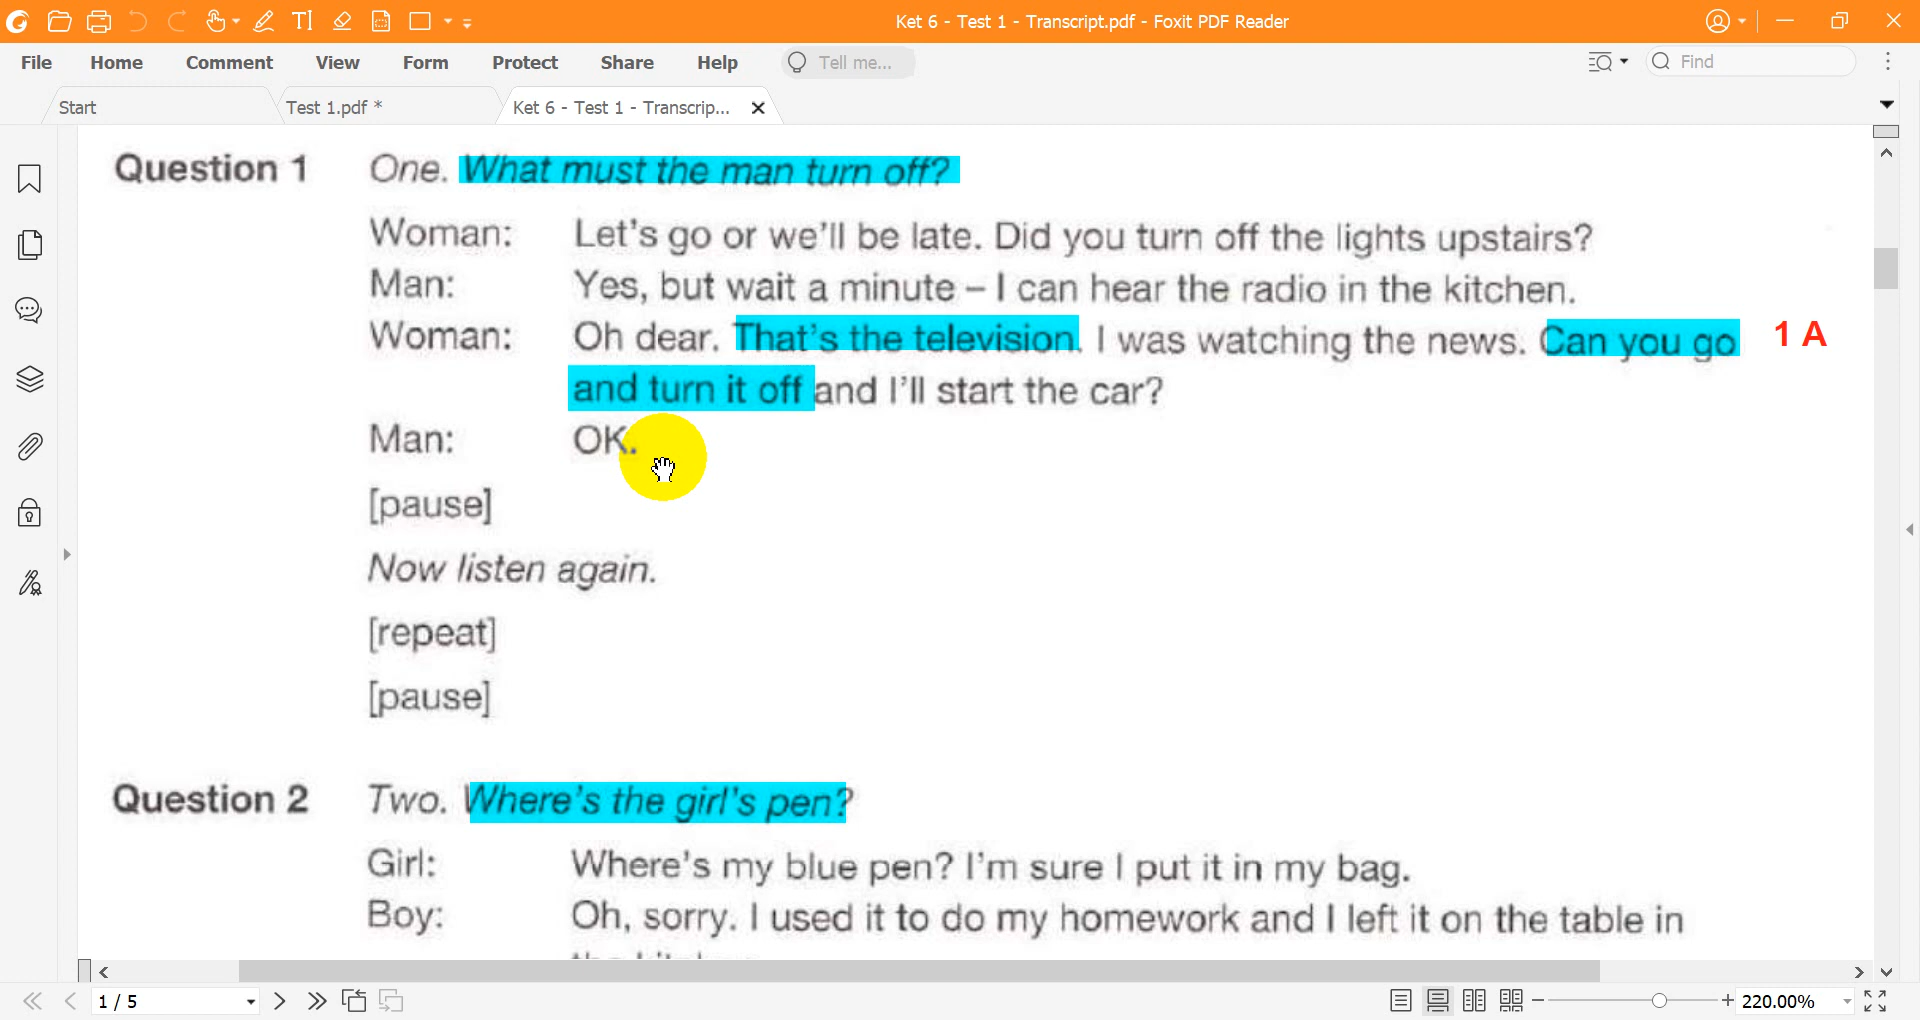 Ket 6 - Test 1 - Transcript.pdf - Foxit PDF Reader
File Home Comment View Form Protect Share Help Tell me... Find
Start Test 1.pdf * Ket 6 - Test 1 - Transcrip...
Question 1 One. What must the man turn off?
Woman: Let's go or we'll be late. Did you turn off the lights upstairs?
Man: Yes, but wait a minute – I can hear the radio in the kitchen.
Woman: Oh dear. That's the television. I was watching the news. Can you go 1 A
and turn it off and I'll start the car?
Man: OK.
[pause]
Now listen again.
[repeat]
[pause]
Question 2 Two. Where's the girl's pen?
Girl: Where's my blue pen? I'm sure I put it in my bag.
Boy: Oh, sorry. I used it to do my homework and I left it on the table in
1 / 5 220.00%